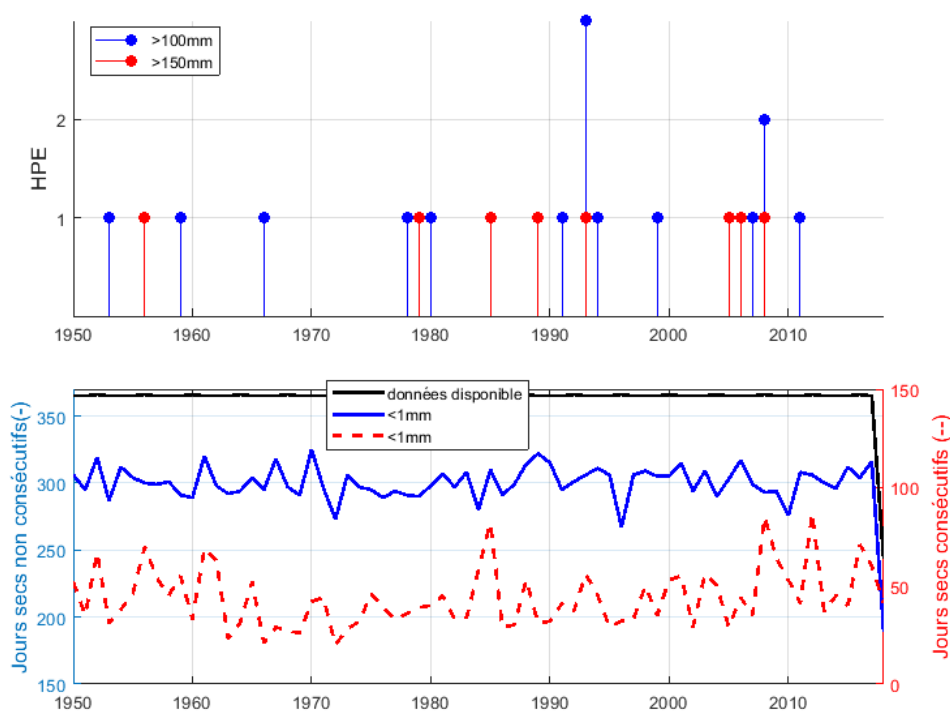 >100mm
>150mm
HPE
2
1
1950 1960 1970 1980 1990 2000 2010
données disponible
<1mm
<1mm
Jours secs non consécutifs(-)
350
300
250
200
150
Jours secs consécutifs (--)
150
100
50
0
1950 1960 1970 1980 1990 2000 2010